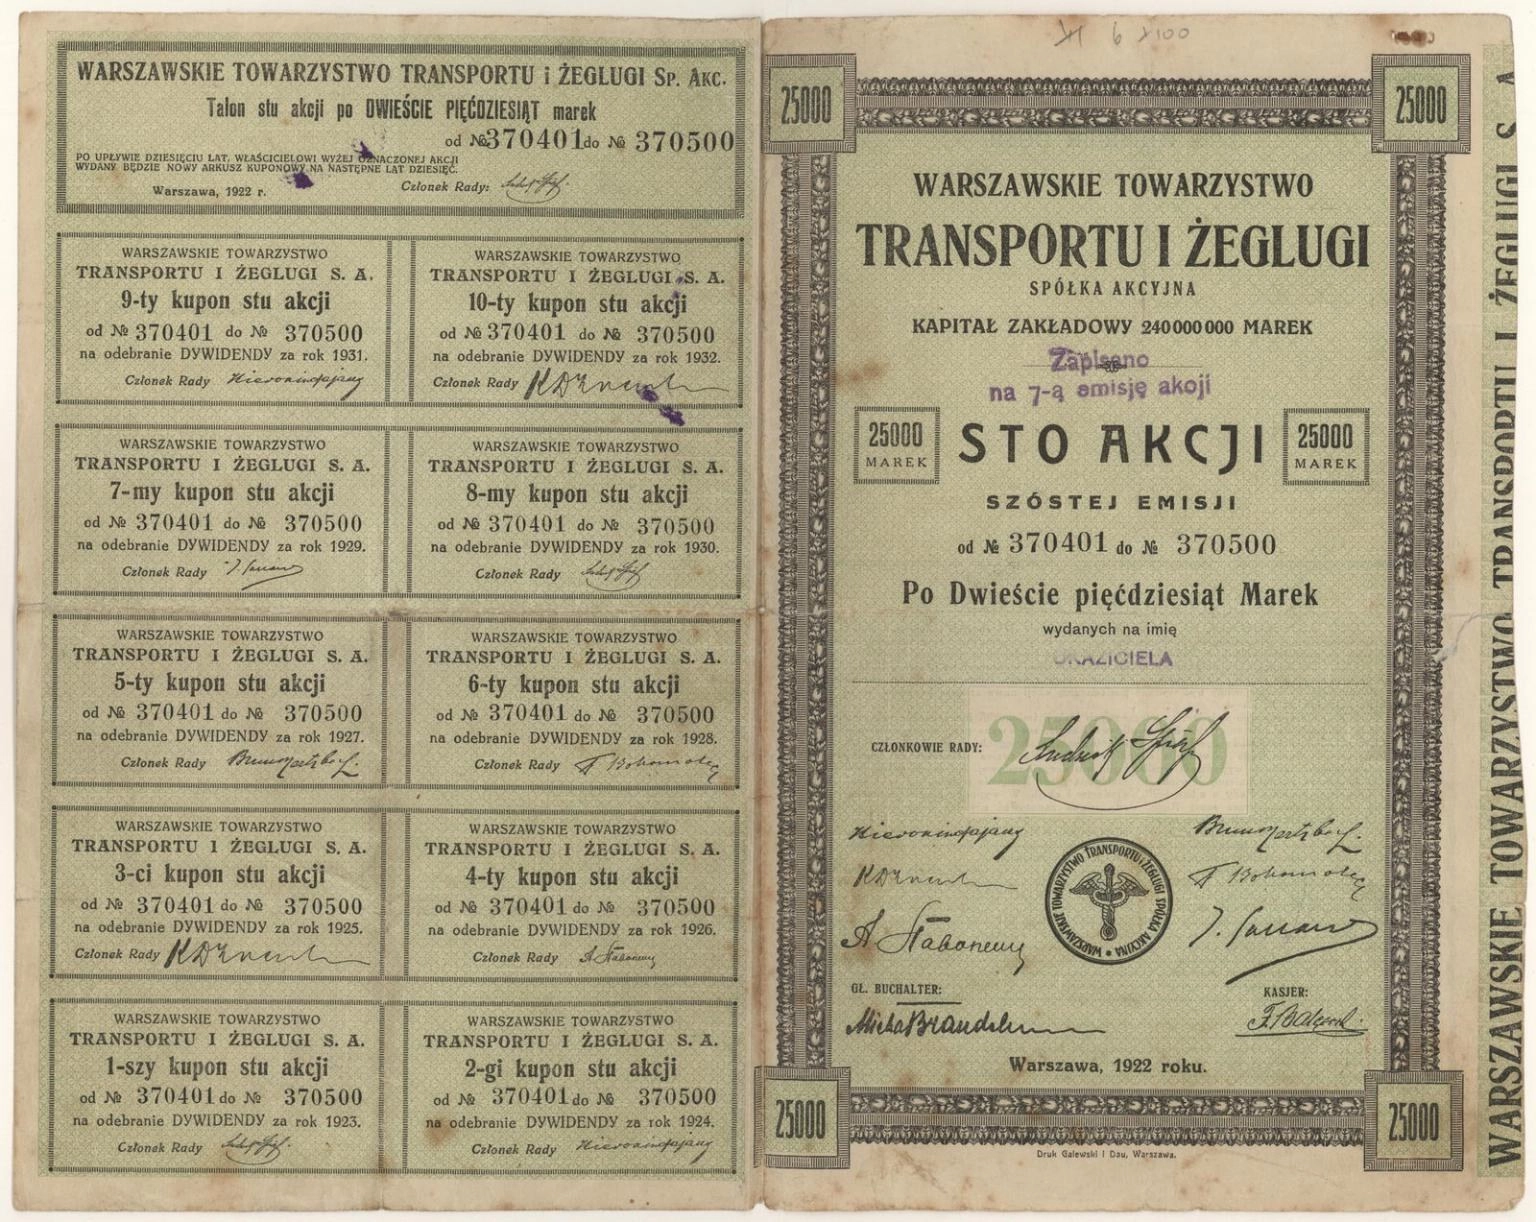 WARSZAWSKIE TOWARZYSTWO TRANSPORTU i ŻEGLUGI Sp. Akc.
Talon stu akcji po DWIEŚCIE PIĘĆDZIESIĄT marek
od № 370401 do № 370500
PO UPŁYWIE DZIESIĘCIU LAT, WŁAŚCICIELOWI WYŻEJ OZNACZONEJ AKCJI
WYDANY BĘDZIE NOWY ARKUSZ KUPONOWY NA NASTĘPNE LAT DZIESIĘĆ.
Warszawa, 1922 r. Członek Rady:
WARSZAWSKIE TOWARZYSTWO
TRANSPORTU I ŻEGLUGI S. A.
9-ty kupon stu akcji
od № 370401 do № 370500
na odebranie DYWIDENDY za rok 1931.
Członek Rady
WARSZAWSKIE TOWARZYSTWO
TRANSPORTU I ŻEGLUGI S. A.
10-ty kupon stu akcji
od № 370401 do № 370500
na odebranie DYWIDENDY za rok 1932.
Członek Rady
WARSZAWSKIE TOWARZYSTWO
TRANSPORTU I ŻEGLUGI S. A.
7-my kupon stu akcji
od № 370401 do № 370500
na odebranie DYWIDENDY za rok 1929.
Członek Rady
WARSZAWSKIE TOWARZYSTWO
TRANSPORTU I ŻEGLUGI S. A.
8-my kupon stu akcji
od № 370401 do № 370500
na odebranie DYWIDENDY za rok 1930.
Członek Rady
WARSZAWSKIE TOWARZYSTWO
TRANSPORTU I ŻEGLUGI S. A.
5-ty kupon stu akcji
od № 370401 do № 370500
na odebranie DYWIDENDY za rok 1927.
Członek Rady
WARSZAWSKIE TOWARZYSTWO
TRANSPORTU I ŻEGLUGI S. A.
6-ty kupon stu akcji
od № 370401 do № 370500
na odebranie DYWIDENDY za rok 1928.
Członek Rady
WARSZAWSKIE TOWARZYSTWO
TRANSPORTU I ŻEGLUGI S. A.
3-ci kupon stu akcji
od № 370401 do № 370500
na odebranie DYWIDENDY za rok 1925.
Członek Rady
WARSZAWSKIE TOWARZYSTWO
TRANSPORTU I ŻEGLUGI S. A.
4-ty kupon stu akcji
od № 370401 do № 370500
na odebranie DYWIDENDY za rok 1926.
Członek Rady
WARSZAWSKIE TOWARZYSTWO
TRANSPORTU I ŻEGLUGI S. A.
1-szy kupon stu akcji
od № 370401 do № 370500
na odebranie DYWIDENDY za rok 1923.
Członek Rady
WARSZAWSKIE TOWARZYSTWO
TRANSPORTU I ŻEGLUGI S. A.
2-gi kupon stu akcji
od № 370401 do № 370500
na odebranie DYWIDENDY za rok 1924.
Członek Rady
25000 25000
WARSZAWSKIE TOWARZYSTWO
TRANSPORTU I ŻEGLUGI
SPÓŁKA AKCYJNA
KAPITAŁ ZAKŁADOWY 240000000 MAREK
Zapisano
na 7-ą emisję akcji
25000 MAREK
STO AKCJI
25000 MAREK
SZÓSTEJ EMISJI
od № 370401 do № 370500
Po Dwieście pięćdziesiąt Marek
wydanych na imię
OKAZICIELA
25000
CZŁONKOWIE RADY:
WARSZAWSKIE TOWARZYSTWO TRANSPORTU i ŻEGLUGI SPÓŁKA AKCYJNA
GŁ. BUCHALTER:
KASJER:
Warszawa, 1922 roku.
25000 25000
Druk Galewski i Dau, Warszawa.
WARSZAWSKIE TOWARZYSTWO TRANSPORTU I ŻEGLUGI S. A.